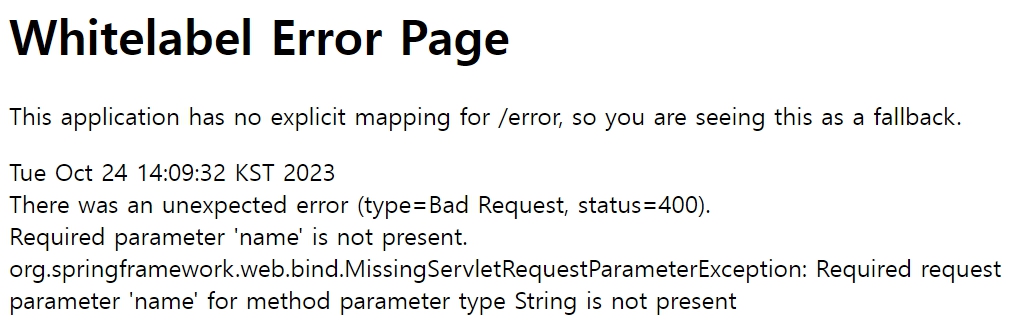 Whitelabel Error Page
This application has no explicit mapping for /error, so you are seeing this as a fallback.
Tue Oct 24 14:09:32 KST 2023
There was an unexpected error (type=Bad Request, status=400).
Required parameter 'name' is not present.
org.springframework.web.bind.MissingServletRequestParameterException: Required request
parameter 'name' for method parameter type String is not present